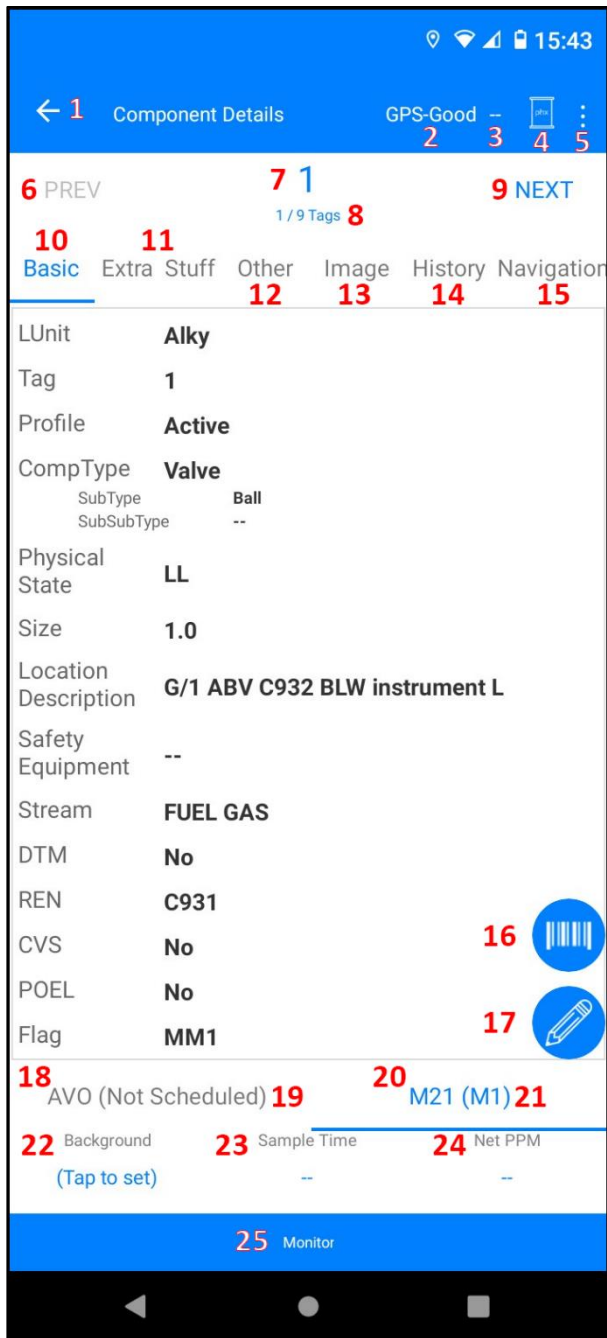 15:43
1 Component Details GPS-Good -- phx
2 3 4 5
6 PREV 7 1 9 NEXT
1 / 9 Tags 8
10 11
Basic Extra Stuff Other Image History Navigation
12 13 14 15
LUnit Alky
Tag 1
Profile Active
CompType Valve
SubType Ball
SubSubType --
Physical
State LL
Size 1.0
Location
Description G/1 ABV C932 BLW instrument L
Safety
Equipment --
Stream FUEL GAS
DTM No
REN C931
16
CVS No
POEL No
17
Flag MM1
18 20
AVO (Not Scheduled) 19 M21 (M1) 21
22 Background 23 Sample Time 24 Net PPM
(Tap to set) -- --
25 Monitor